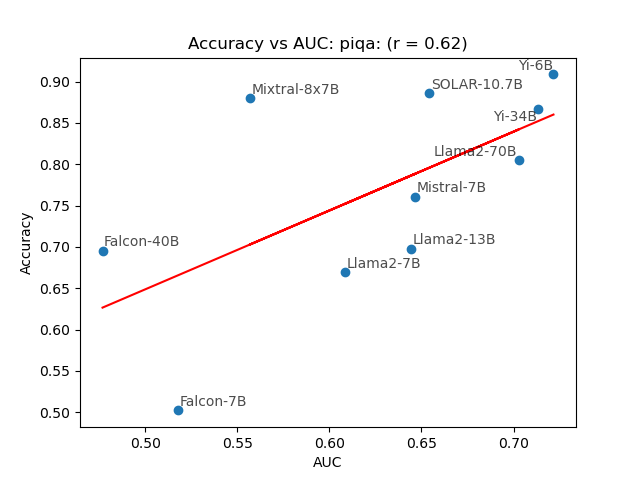 Accuracy vs AUC: piqa: (r = 0.62)
Yi-6B
0.90
Mixtral-8x7B
SOLAR-10.7B
0.85
Yi-34B
Llama2-70B
0.80
Mistral-7B
0.75
Accuracy
Falcon-40B
Llama2-13B
0.70
Llama2-7B
0.65
0.60
0.55
Falcon-7B
0.50
0.50 0.55 0.60 0.65 0.70
AUC